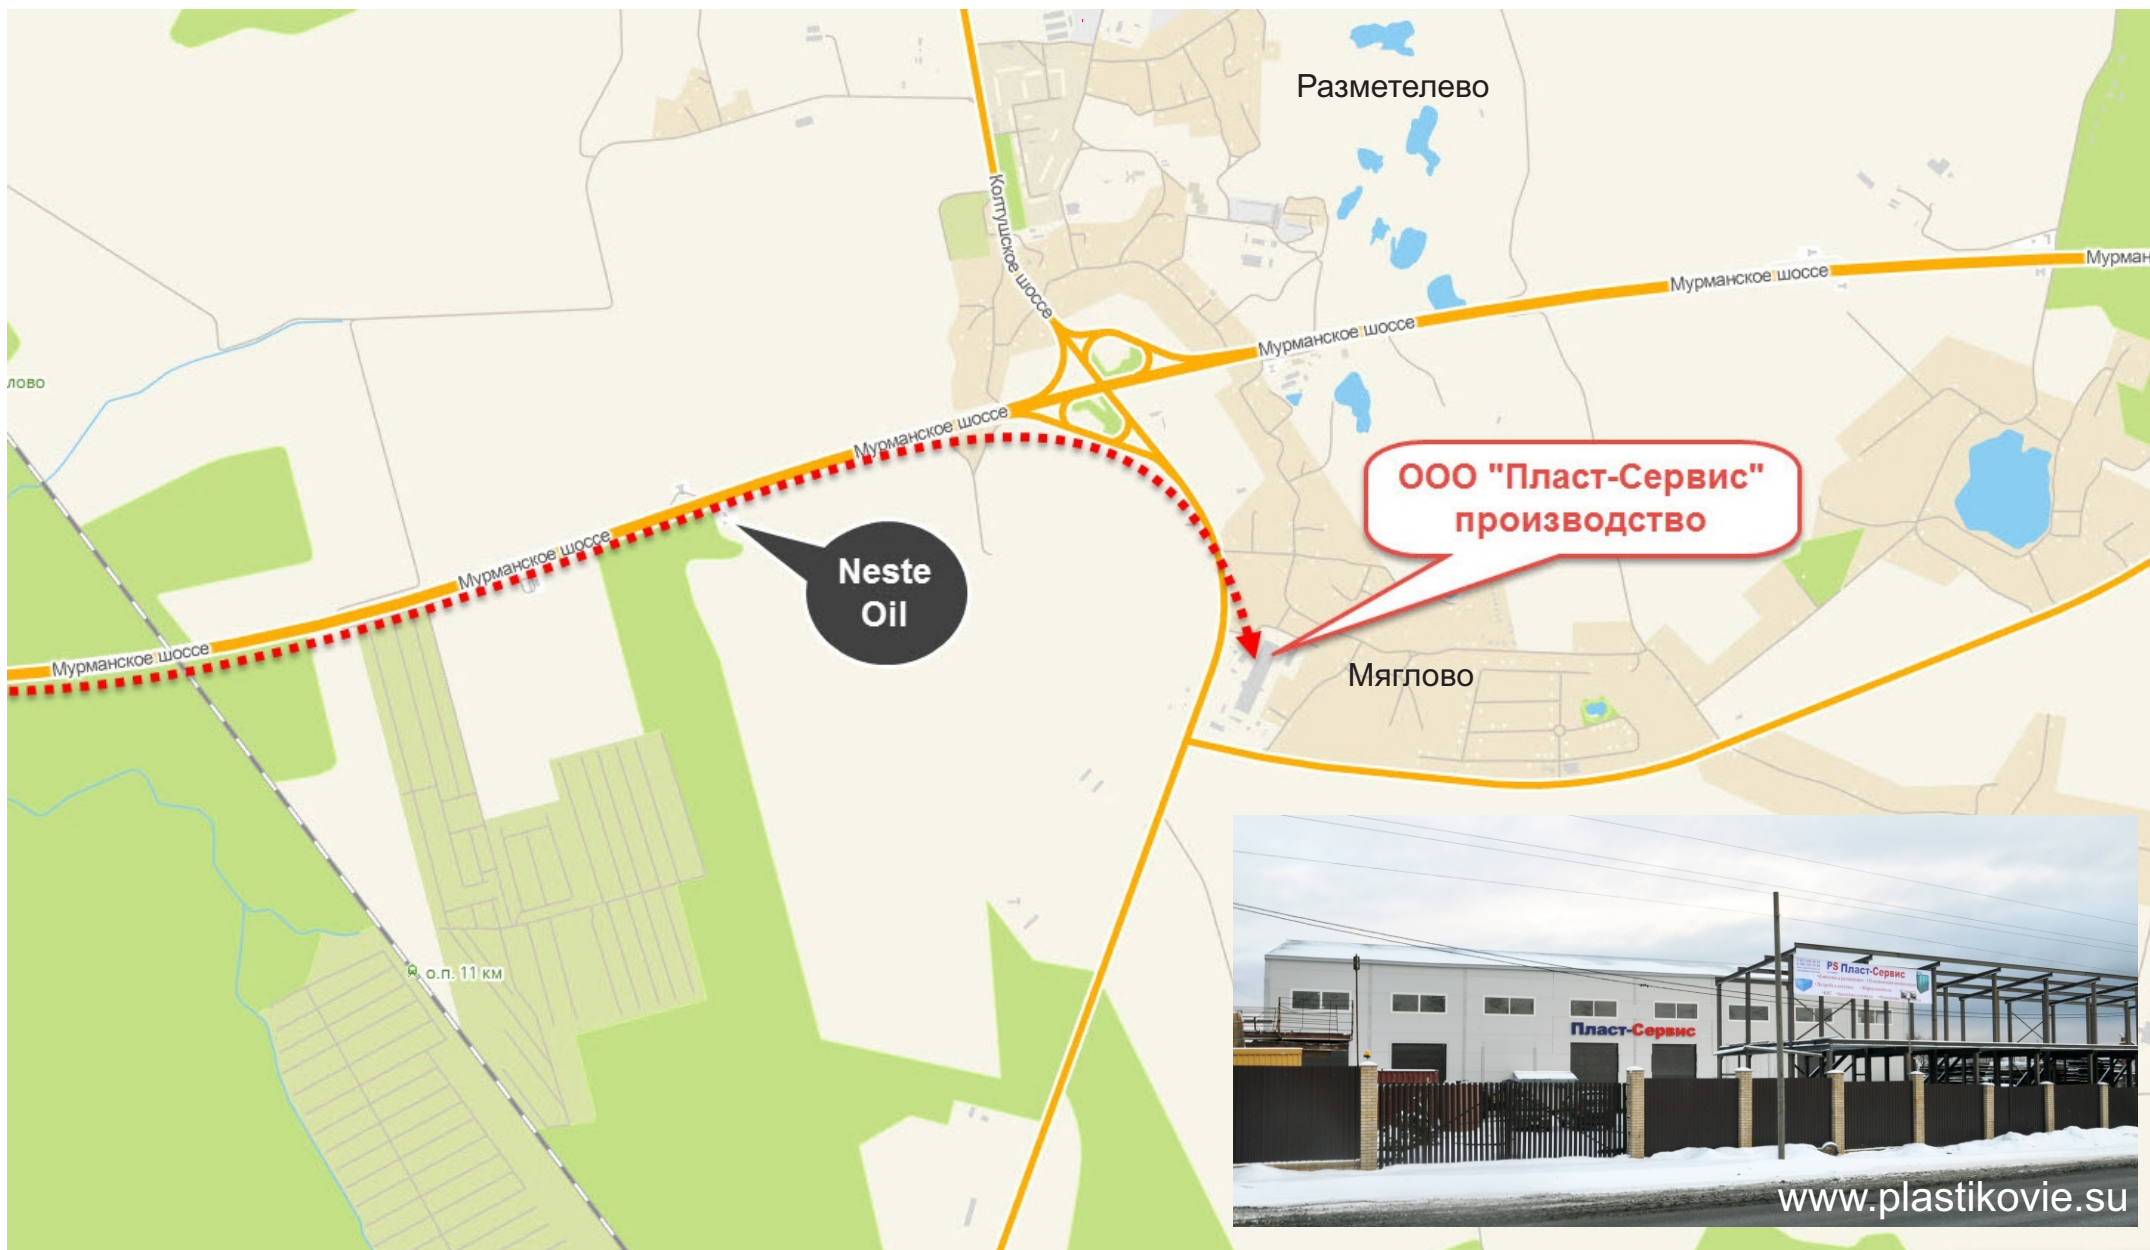 Разметелево
Колтушское шоссе
Мурманское шоссе
Мурман
Мурманское шоссе
лово
Мурманское шоссе
ООО "Пласт-Сервис"
производство
Мурманское шоссе
Neste
Oil
Мурманское шоссе
Мяглово
о.п. 11 км
PS Пласт-Сервис
Пласт-Сервис
www.plastikovie.su